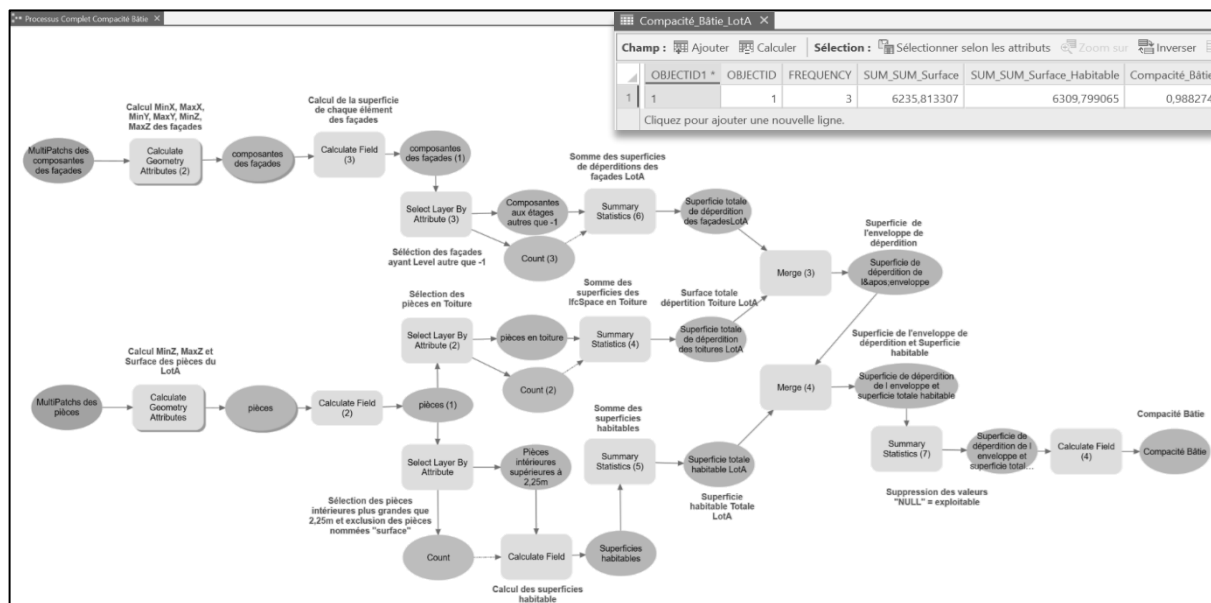 Processus Complet Compacité Bâtie
Compacité_Bâtie_LotA
Champ : Ajouter Calculer Sélection : Sélectionner selon les attributs Zoom sur Inverser
OBJECTID1 * OBJECTID FREQUENCY SUM_SUM_Surface SUM_SUM_Surface_Habitable Compacité_Bâtie
1 1 1 3 6235,813307 6309,799065 0,988274
Cliquez pour ajouter une nouvelle ligne.
Calcul MinX, MaxX,
MinY, MaxY, MinZ,
MaxZ des façades
MultiPatchs des
composantes
des façades
Calculate
Geometry
Attributes (2)
composantes
des façades
Calcul de la superficie
de chaque élément
des façades
Calculate Field
(3)
composantes
des façades (1)
Select Layer By
Attribute (3)
Séléction des façades
ayant Level autre que -1
Composantes
aux étages
autres que -1
Count (3)
Somme des superficies
de déperditions des
façades LotA
Summary
Statistics (6)
Superficie totale
de déperdition
des façadesLotA
Merge (3)
Superficie de
l'enveloppe de
déperdition
Superficie de
déperdition de
l&apos;enveloppe
Sélection des
pièces en Toiture
Select Layer By
Attribute (2)
pièces en toiture
Count (2)
Somme des
superficies des
IfcSpace en Toiture
Summary
Statistics (4)
Surface totale
dépertition Toiture LotA
Superficie totale
de déperdition
des toitures LotA
Calcul MinZ, MaxZ et
Surface des pièces du
LotA
MultiPatchs des
pièces
Calculate
Geometry
Attributes
pièces
Calculate Field
(2)
pièces (1)
Select Layer By
Attribute
Sélection des pièces
intérieures plus grandes que
2,25m et exclusion des pièces
nommées "surface"
Pièces
intérieures
supérieures à
2,25m
Count
Calculate Field
Calcul des superficies
habitable
Superficies
habitables
Somme des
superficies
habitables
Summary
Statistics (5)
Superficie totale
habitable LotA
Superficie
habitable Totale
LotA
Merge (4)
Superficie de l'enveloppe de
déperdition et Superficie
habitable
Superficie de déperdition
de l enveloppe et
superficie totale habitable
Summary
Statistics (7)
Suppression des valeurs
"NULL" = exploitable
Superficie de
déperdition de l
enveloppe et
superficie total...
Calculate Field
(4)
Compacité Bâtie
Compacité Bâtie